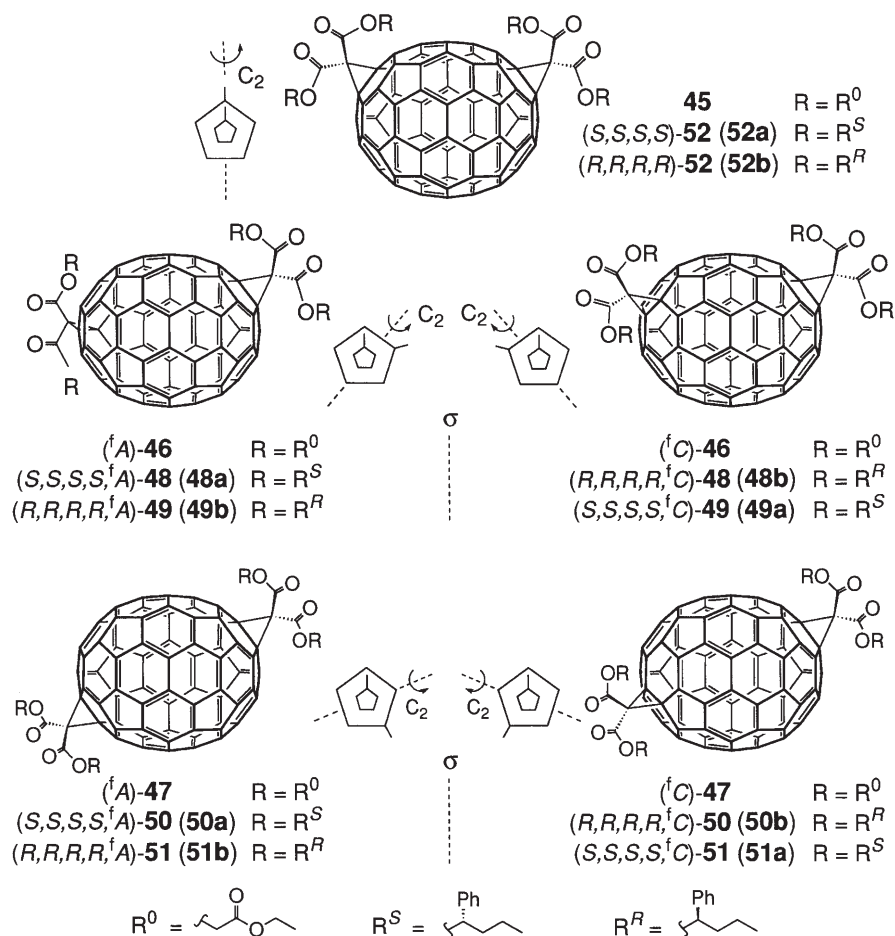 OR OR
O O
O O
RO C₂ OR
45 R = R⁰
(S,S,S,S)-52 (52a) R = Rˢ
(R,R,R,R)-52 (52b) R = Rᴿ
RO O OR RO O
R O O
O O O
O OR RO C₂ C₂ OR
O
R
σ
(ᶠA)-46 R = R⁰ (ᶠC)-46 R = R⁰
(S,S,S,S,ᶠA)-48 (48a) R = Rˢ (R,R,R,R,ᶠC)-48 (48b) R = Rᴿ
(R,R,R,R,ᶠA)-49 (49b) R = Rᴿ (S,S,S,S,ᶠC)-49 (49a) R = Rˢ
RO O RO O
O O
OR OR
RO C₂ C₂ OR
O O
O OR O OR
σ
(ᶠA)-47 R = R⁰ (ᶠC)-47 R = R⁰
(S,S,S,S,ᶠA)-50 (50a) R = Rˢ (R,R,R,R,ᶠC)-50 (50b) R = Rᴿ
(R,R,R,R,ᶠA)-51 (51b) R = Rᴿ (S,S,S,S,ᶠC)-51 (51a) R = Rˢ
O Ph Ph
R⁰ = O Rˢ = Rᴿ =